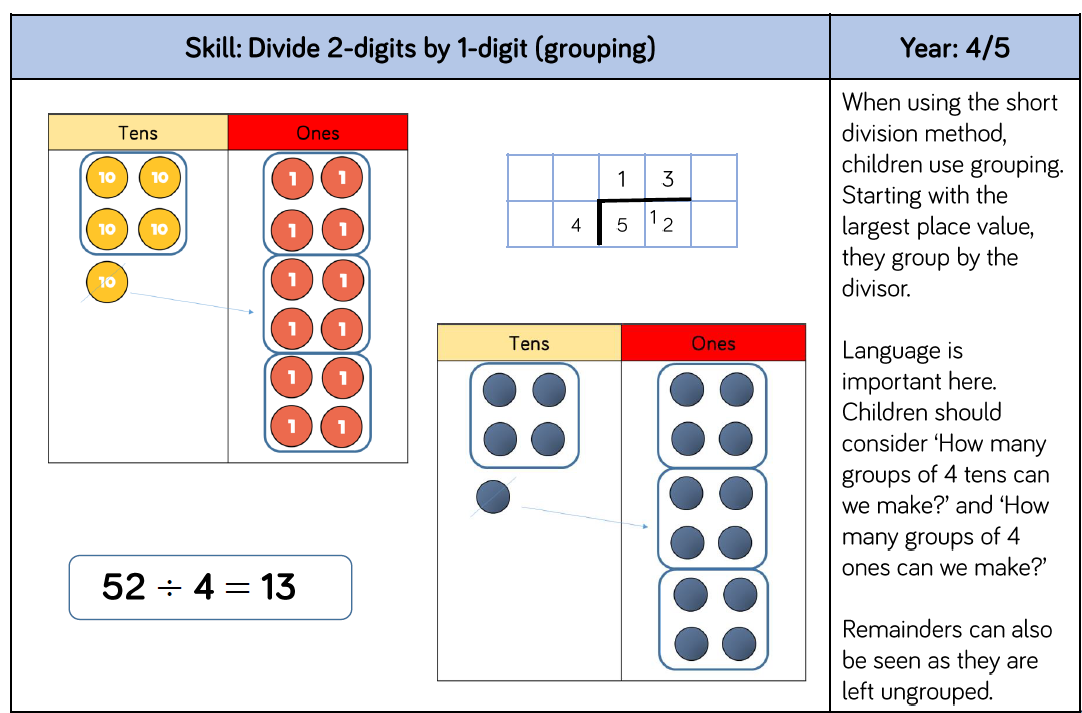 Skill: Divide 2-digits by 1-digit (grouping)
Year: 4/5
Tens Ones
10 10 1 1
10 10 1 1
10 1 1
1 1
1 1
1 1
1 3
4 5 1 2
Tens Ones
52 ÷ 4 = 13
When using the short
division method,
children use grouping.
Starting with the
largest place value,
they group by the
divisor.
Language is
important here.
Children should
consider ‘How many
groups of 4 tens can
we make?’ and ‘How
many groups of 4
ones can we make?’
Remainders can also
be seen as they are
left ungrouped.